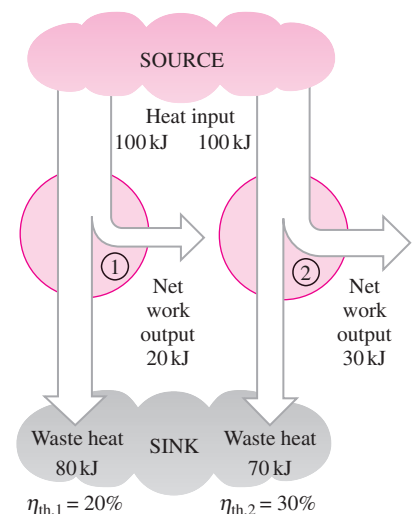 SOURCE
Heat input
100 kJ 100 kJ
1
2
Net
work
output
20 kJ
Net
work
output
30 kJ
Waste heat
80 kJ
SINK
Waste heat
70 kJ
ηth,1 = 20%
ηth,2 = 30%